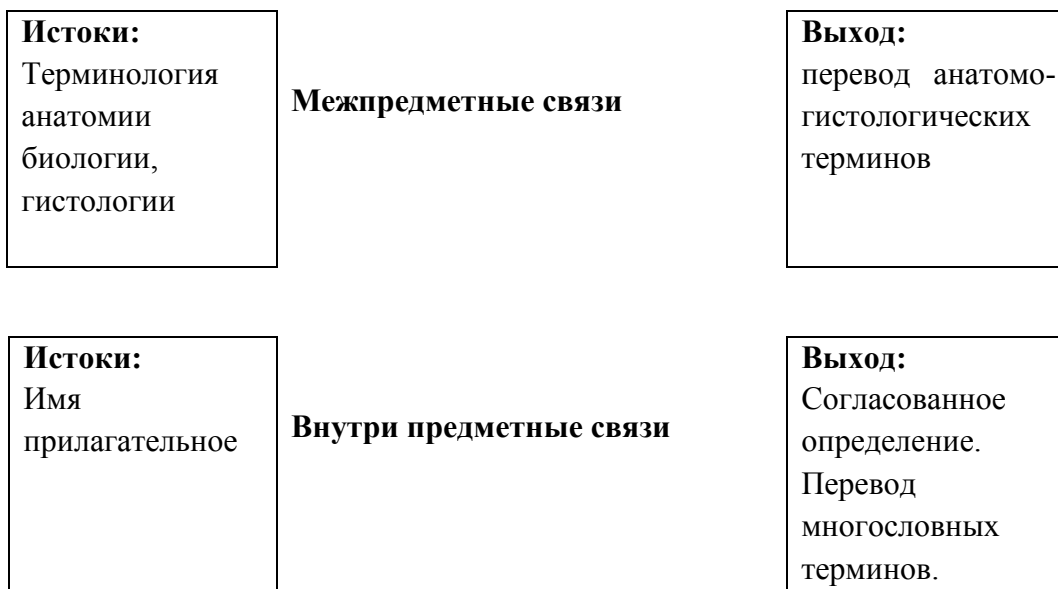 Истоки:
Терминология
анатомии
биологии,
гистологии
Межпредметные связи
Выход:
перевод анатомо-
гистологических
терминов
Истоки:
Имя
прилагательное
Внутри предметные связи
Выход:
Согласованное
определение.
Перевод
многословных
терминов.